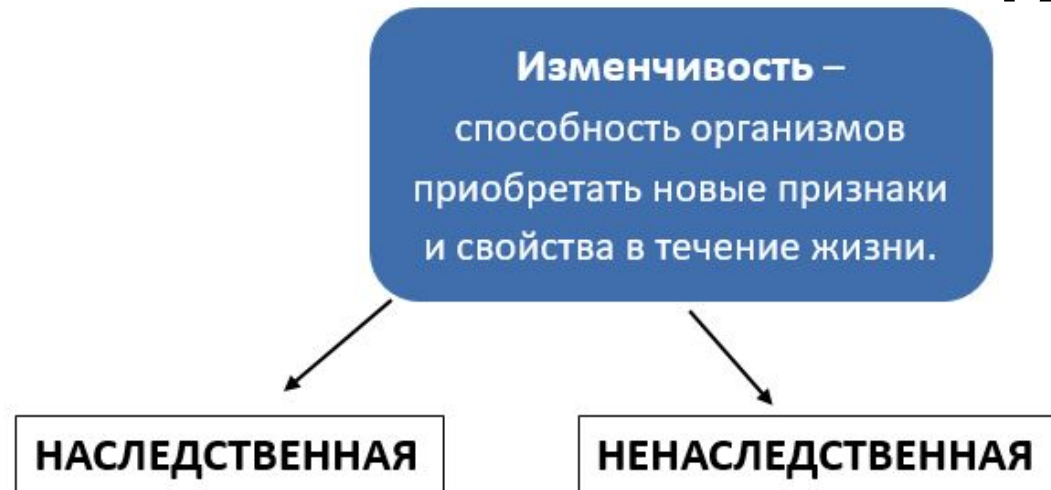 Изменчивость –
способность организмов
приобретать новые признаки
и свойства в течение жизни.
НАСЛЕДСТВЕННАЯ
НЕНАСЛЕДСТВЕННАЯ